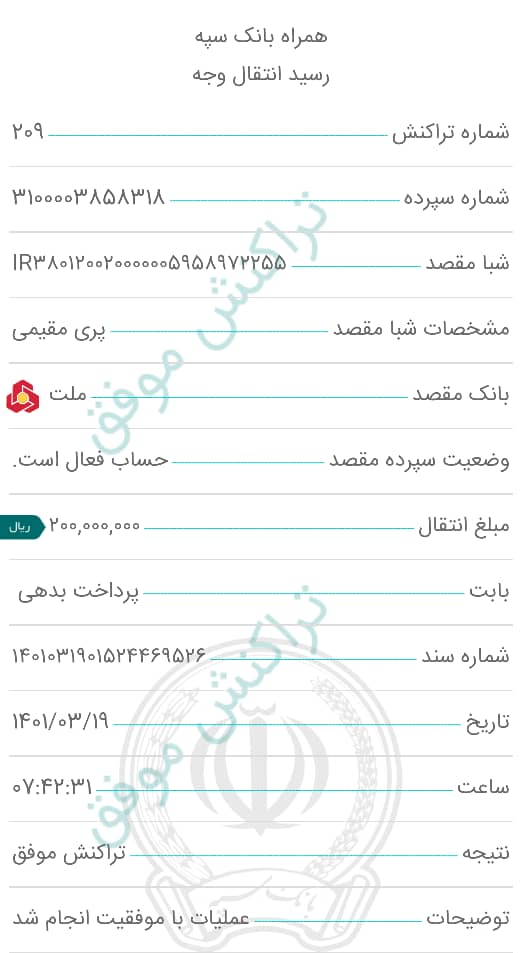 همراه بانک سپه
رسید انتقال وجه
شماره تراکنش ۲۰۹
شماره سپرده ۳۱۰۰۰۰۳۸۵۸۳۱۸
شبا مقصد IR۳۸۰۱۲۰۰۲۰۰۰۰۰۰۵۹۵۸۹۷۲۲۵۵
مشخصات شبا مقصد پری مقیمی
بانک مقصد ملت
وضعیت سپرده مقصد حساب فعال است.
مبلغ انتقال ۲۰۰,۰۰۰,۰۰۰ ریال
بابت پرداخت بدهی
شماره سند ۱۴۰۱۰۳۱۹۰۱۵۲۴۴۶۹۵۲۶
تاریخ ۱۴۰۱/۰۳/۱۹
ساعت ۰۷:۴۲:۳۱
نتیجه تراکنش موفق
توضیحات عملیات با موفقیت انجام شد
تراکنش موفق
تراکنش موفق
بانک سپه